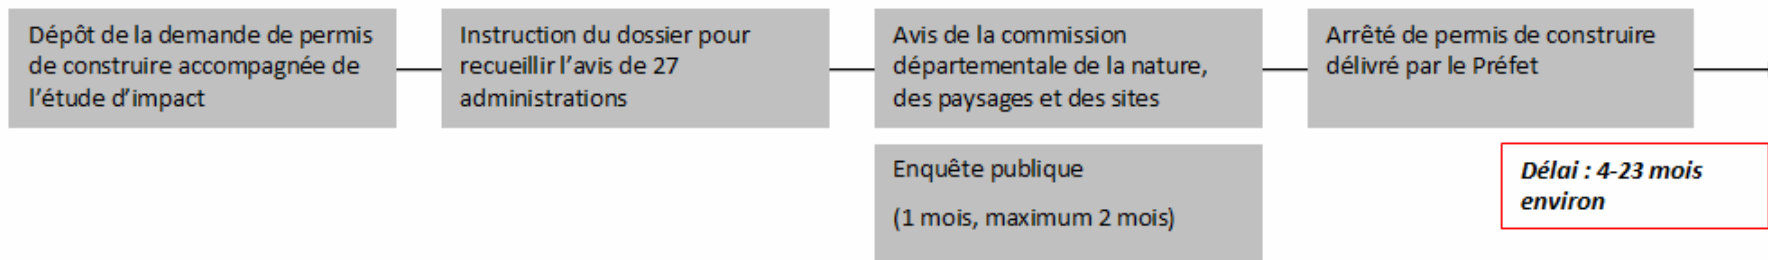 Dépôt de la demande de permis
de construire accompagnée de
l'étude d'impact
Instruction du dossier pour
recueillir l'avis de 27
administrations
Avis de la commission
départementale de la nature,
des paysages et des sites
Arrêté de permis de construire
délivré par le Préfet
Enquête publique
(1 mois, maximum 2 mois)
Délai : 4-23 mois
environ